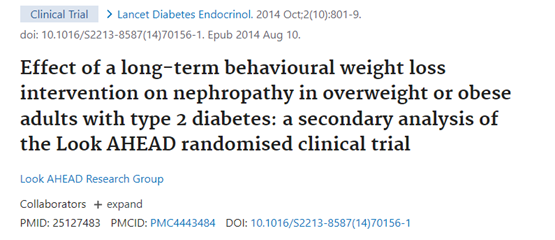 Clinical Trial > Lancet Diabetes Endocrinol. 2014 Oct;2(10):801-9.
doi: 10.1016/S2213-8587(14)70156-1. Epub 2014 Aug 10.
Effect of a long-term behavioural weight loss
intervention on nephropathy in overweight or obese
adults with type 2 diabetes: a secondary analysis of
the Look AHEAD randomised clinical trial
Look AHEAD Research Group
Collaborators + expand
PMID: 25127483 PMCID: PMC4443484 DOI: 10.1016/S2213-8587(14)70156-1